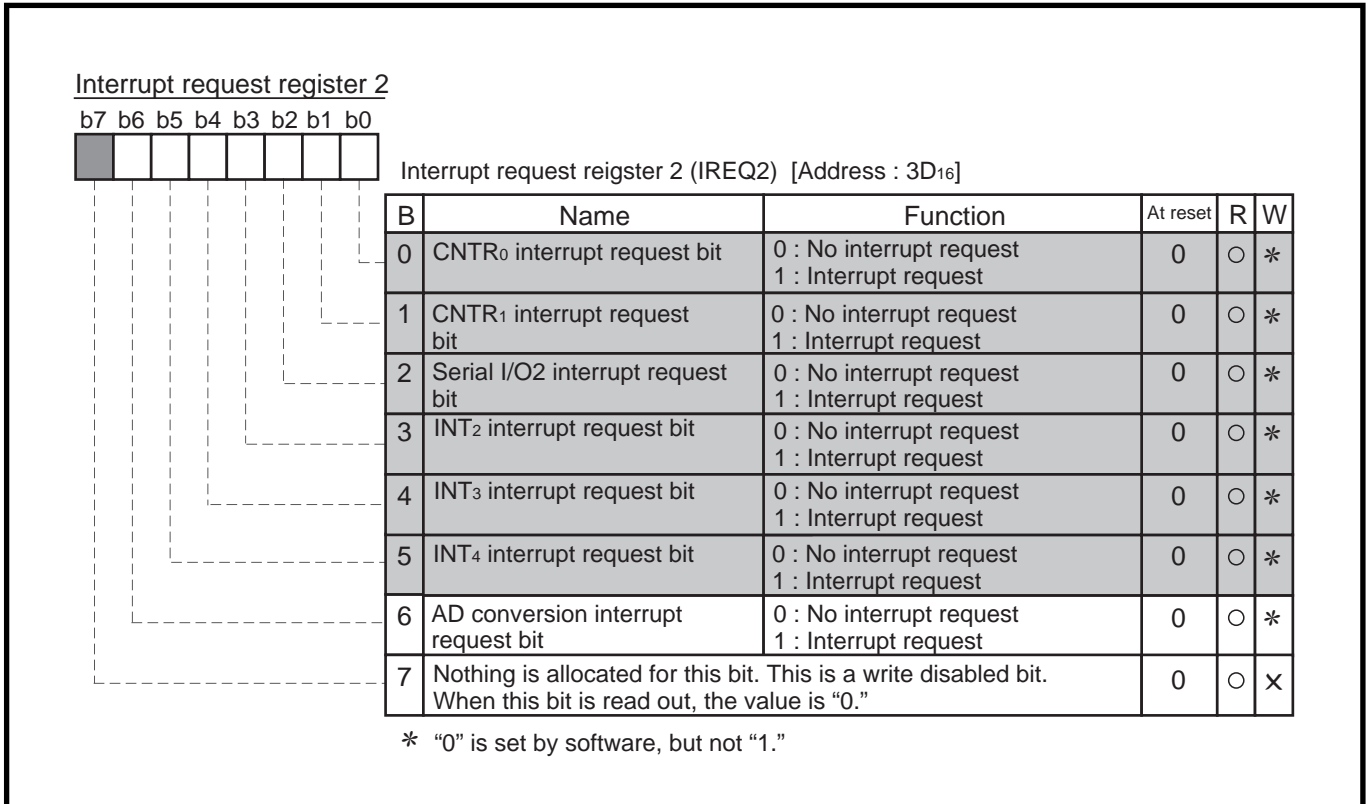 Interrupt request register 2
b7 b6 b5 b4 b3 b2 b1 b0
Interrupt request reigster 2 (IREQ2) [Address : 3D16]
B Name Function At reset R W
0 CNTR0 interrupt request bit 0 : No interrupt request 0 ○ *
1 : Interrupt request
1 CNTR1 interrupt request 0 : No interrupt request 0 ○ *
bit 1 : Interrupt request
2 Serial I/O2 interrupt request 0 : No interrupt request 0 ○ *
bit 1 : Interrupt request
3 INT2 interrupt request bit 0 : No interrupt request 0 ○ *
1 : Interrupt request
4 INT3 interrupt request bit 0 : No interrupt request 0 ○ *
1 : Interrupt request
5 INT4 interrupt request bit 0 : No interrupt request 0 ○ *
1 : Interrupt request
6 AD conversion interrupt 0 : No interrupt request 0 ○ *
request bit 1 : Interrupt request
7 Nothing is allocated for this bit. This is a write disabled bit. 0 ○ ×
When this bit is read out, the value is “0.”
* “0” is set by software, but not “1.”